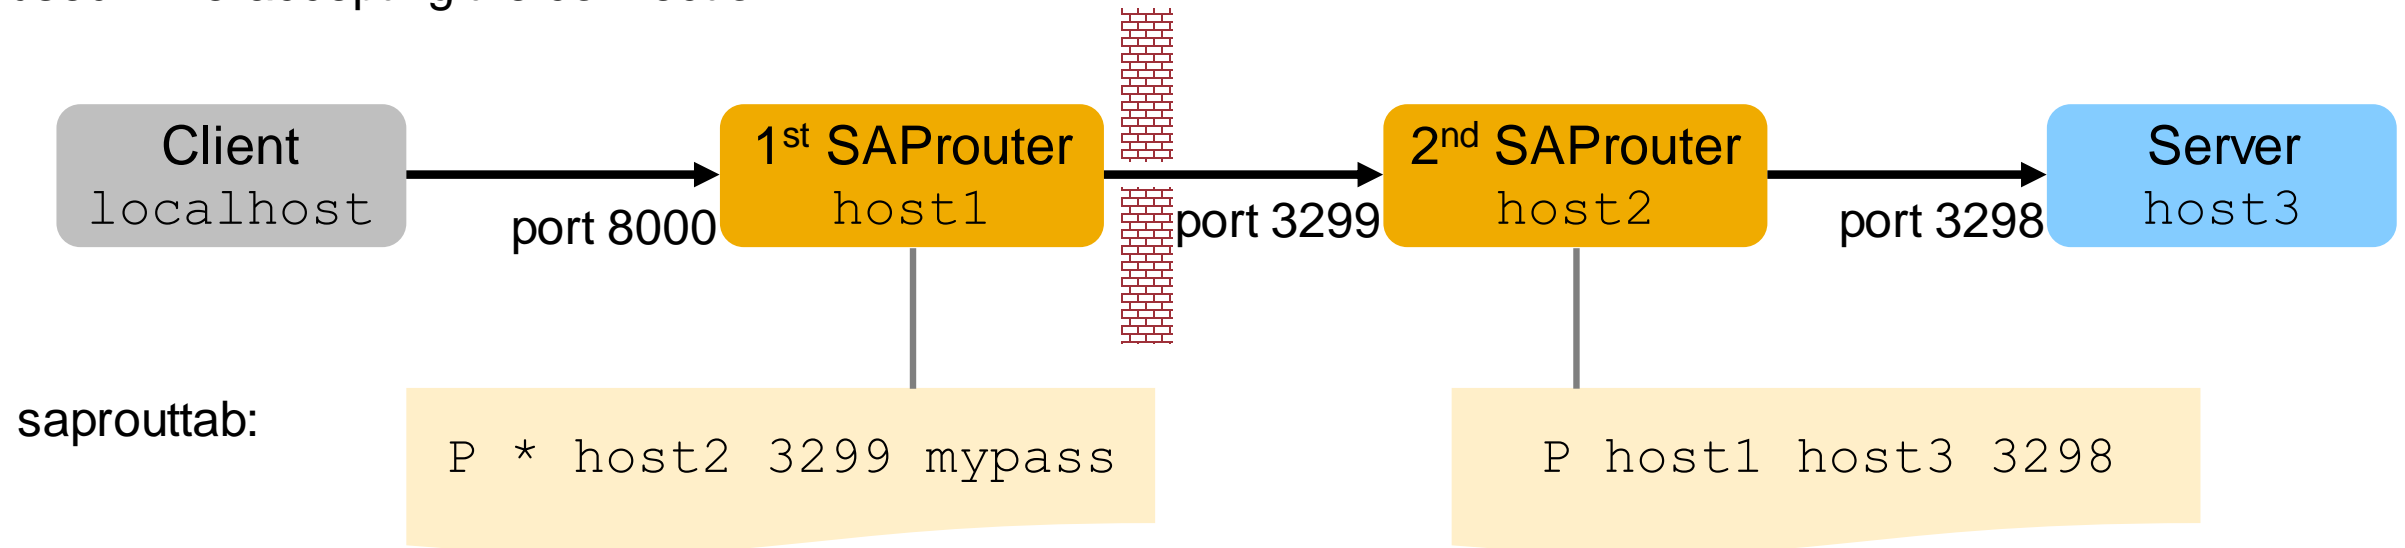 Client
localhost
1st SAProuter
host1
2nd SAProuter
host2
Server
host3
port 8000
port 3299
port 3298
saprouttab:
P * host2 3299 mypass
P host1 host3 3298